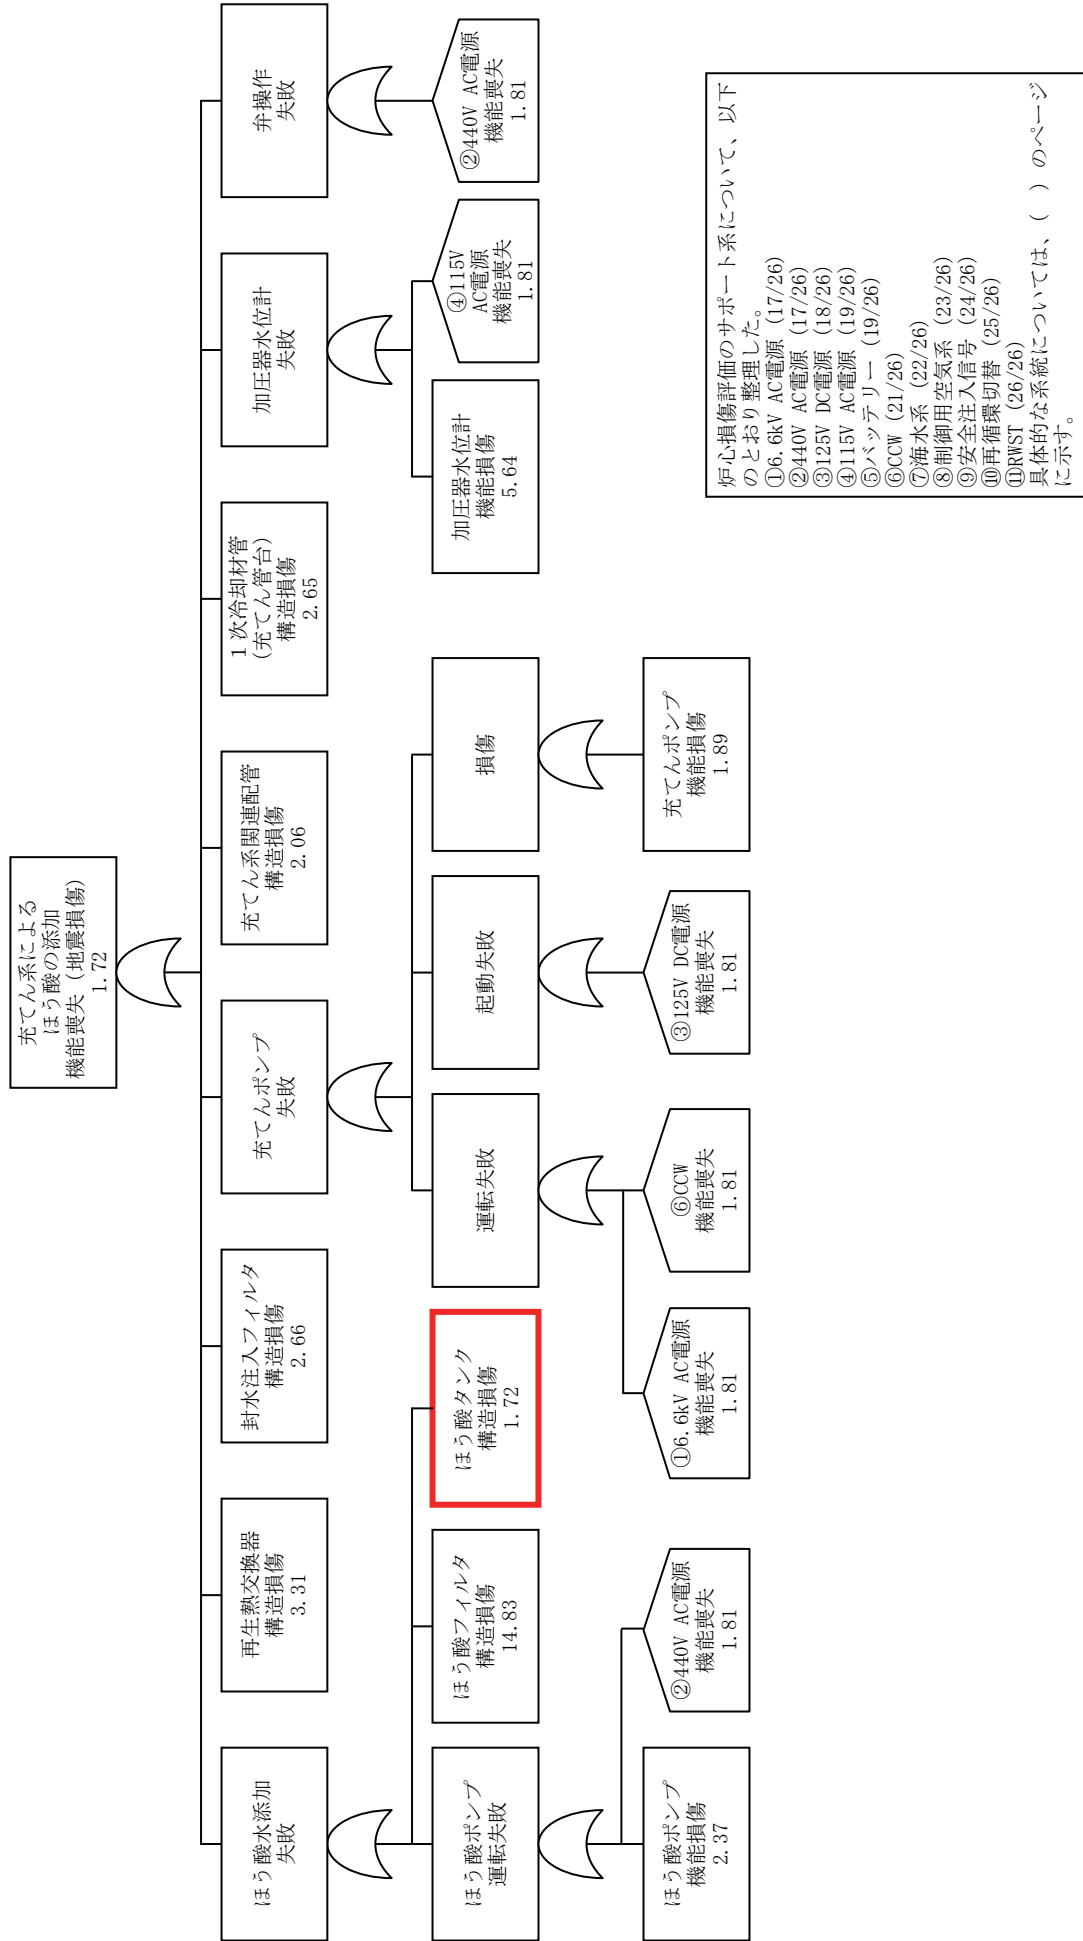 充てん系による
ほう酸の添加
機能喪失（地震損傷）
1.72
ほう酸水添加
失敗
再生熱交換器
構造損傷
3.31
封水注入フィルタ
構造損傷
2.66
充てんポンプ
失敗
充てん系関連配管
構造損傷
2.06
１次冷却材管
（充てん管台）
構造損傷
2.65
加圧器水位計
失敗
弁操作
失敗
ほう酸ポンプ
運転失敗
ほう酸フィルタ
構造損傷
14.83
ほう酸タンク
構造損傷
1.72
運転失敗
起動失敗
損傷
加圧器水位計
機能損傷
5.64
④115V
AC電源
機能喪失
1.81
②440V AC電源
機能喪失
1.81
ほう酸ポンプ
機能損傷
2.37
②440V AC電源
機能喪失
1.81
①6.6kV AC電源
機能喪失
1.81
⑥CCW
機能喪失
1.81
③125V DC電源
機能喪失
1.81
充てんポンプ
機能損傷
1.89
炉心損傷評価のサポート系について、以下
のとおり整理した。
①6.6kV AC電源 (17/26)
②440V AC電源 (17/26)
③125V DC電源 (18/26)
④115V AC電源 (19/26)
⑤バッテリー (19/26)
⑥CCW (21/26)
⑦海水系 (22/26)
⑧制御用空気系 (23/26)
⑨安全注入信号 (24/26)
⑩再循環切替 (25/26)
⑪RWST (26/26)
具体的な系統については、（　）のページ
に示す。